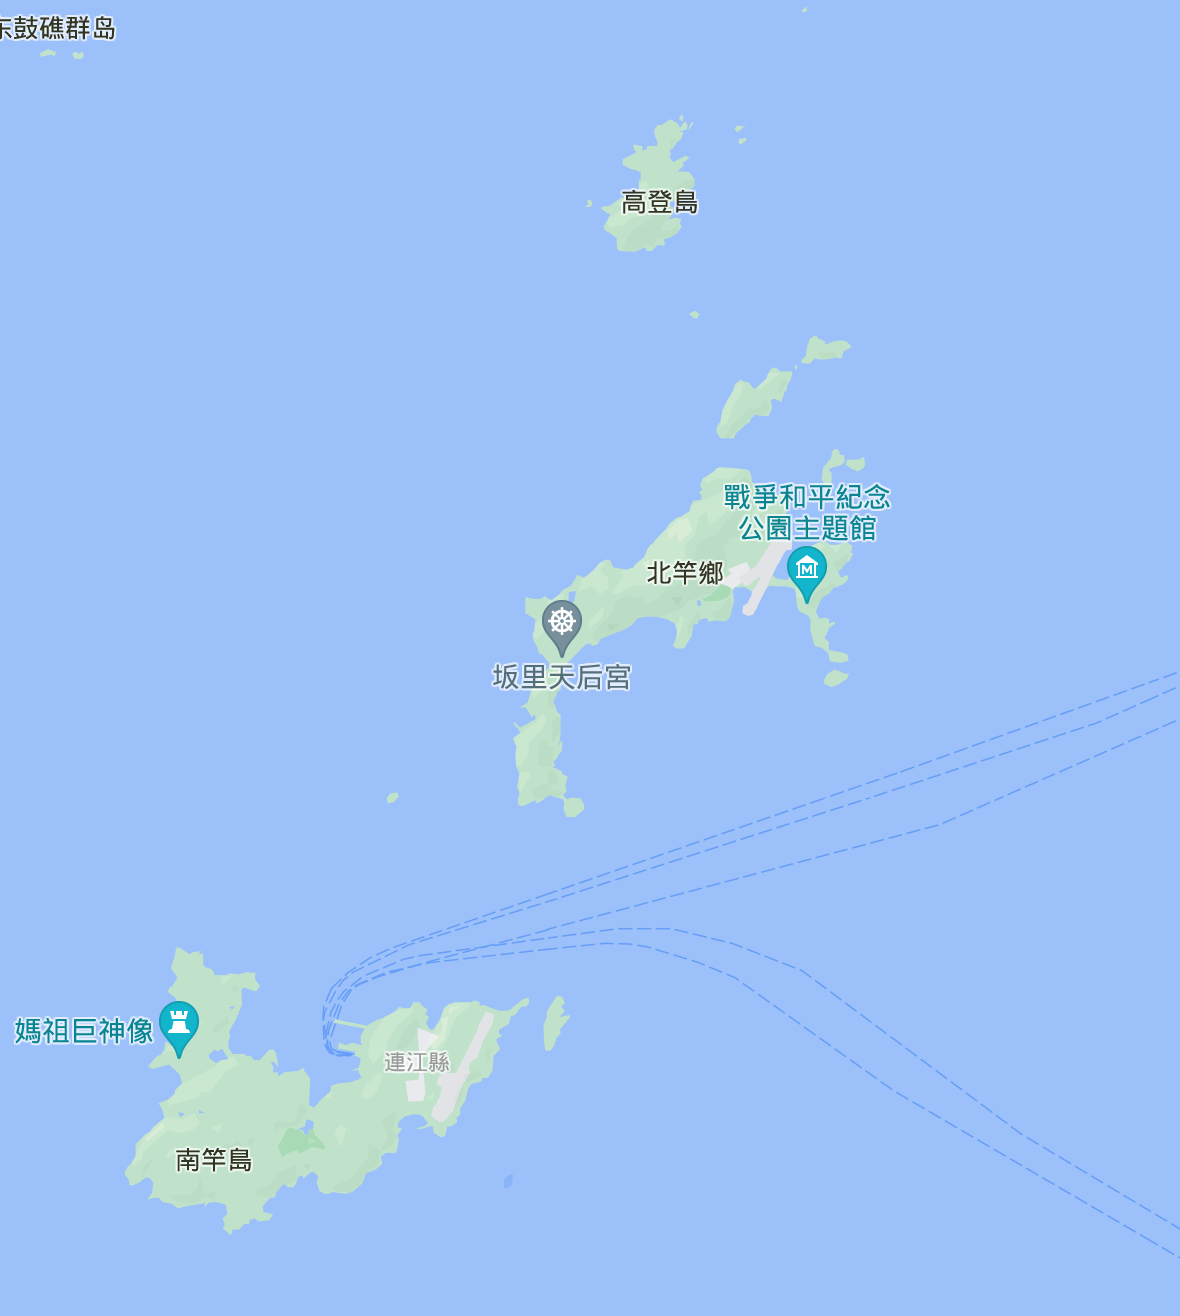 东鼓礁群岛
高登島
戰爭和平紀念
公園主題館
北竿鄉
坂里天后宮
媽祖巨神像
連江縣
南竿島